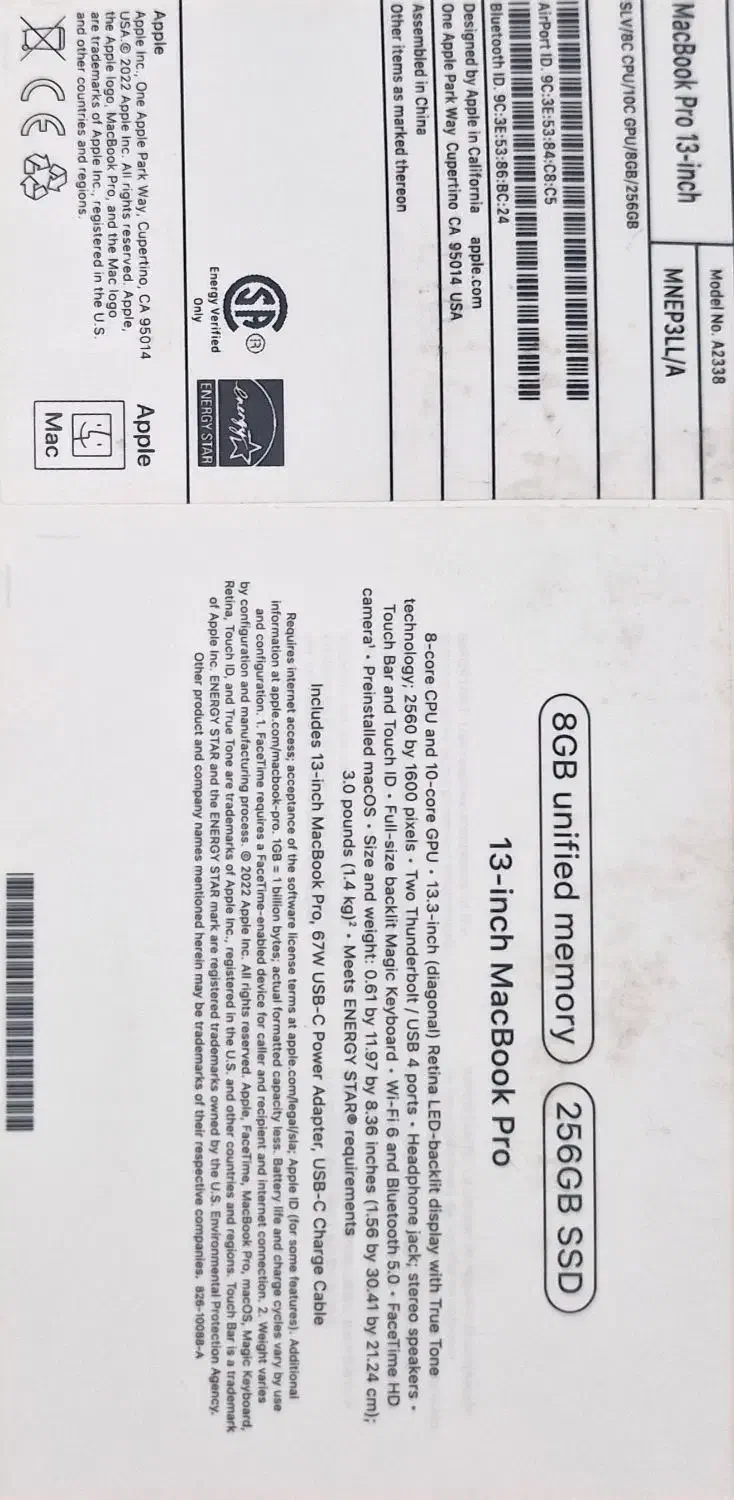 MacBook Pro 13-inch
Model No. A2338
MNEP3LL/A
SLV/8C CPU/10C GPU/8GB/256GB
AirPort ID. 9C:3E:53:84:C8:C5
Bluetooth ID. 9C:3E:53:86:BC:24
Designed by Apple in California apple.com
One Apple Park Way Cupertino CA 95014 USA
Assembled in China
Other items as marked thereon
SP®
Energy Verified
Only
energy
ENERGY STAR
Apple
Apple Inc., One Apple Park Way, Cupertino, CA 95014
USA.© 2022 Apple Inc. All rights reserved. Apple,
the Apple logo, MacBook Pro, and the Mac logo
are trademarks of Apple Inc., registered in the U.S.
and other countries and regions.
CE
Apple
Mac
8GB unified memory
256GB SSD
13-inch MacBook Pro
8-core CPU and 10-core GPU • 13.3-inch (diagonal) Retina LED-backlit display with True Tone
technology; 2560 by 1600 pixels • Two Thunderbolt / USB 4 ports • Headphone jack; stereo speakers •
Touch Bar and Touch ID • Full-size backlit Magic Keyboard • Wi-Fi 6 and Bluetooth 5.0 • FaceTime HD
camera¹ • Preinstalled macOS • Size and weight: 0.61 by 11.97 by 8.36 inches (1.56 by 30.41 by 21.24 cm);
3.0 pounds (1.4 kg)² • Meets ENERGY STAR® requirements
Includes 13-inch MacBook Pro, 67W USB-C Power Adapter, USB-C Charge Cable
Requires internet access; acceptance of the software license terms at apple.com/legal/sla; Apple ID (for some features). Additional
information at apple.com/macbook-pro. 1GB = 1 billion bytes; actual formatted capacity less. Battery life and charge cycles vary by use
and configuration. 1. FaceTime requires a FaceTime-enabled device for caller and recipient and internet connection. 2. Weight varies
by configuration and manufacturing process. © 2022 Apple Inc. All rights reserved. Apple, FaceTime, MacBook Pro, macOS, Magic Keyboard,
Retina, Touch ID, and True Tone are trademarks of Apple Inc., registered in the U.S. and other countries and regions. Touch Bar is a trademark
of Apple Inc. ENERGY STAR and the ENERGY STAR mark are registered trademarks owned by the U.S. Environmental Protection Agency.
Other product and company names mentioned herein may be trademarks of their respective companies. 826-10088-A